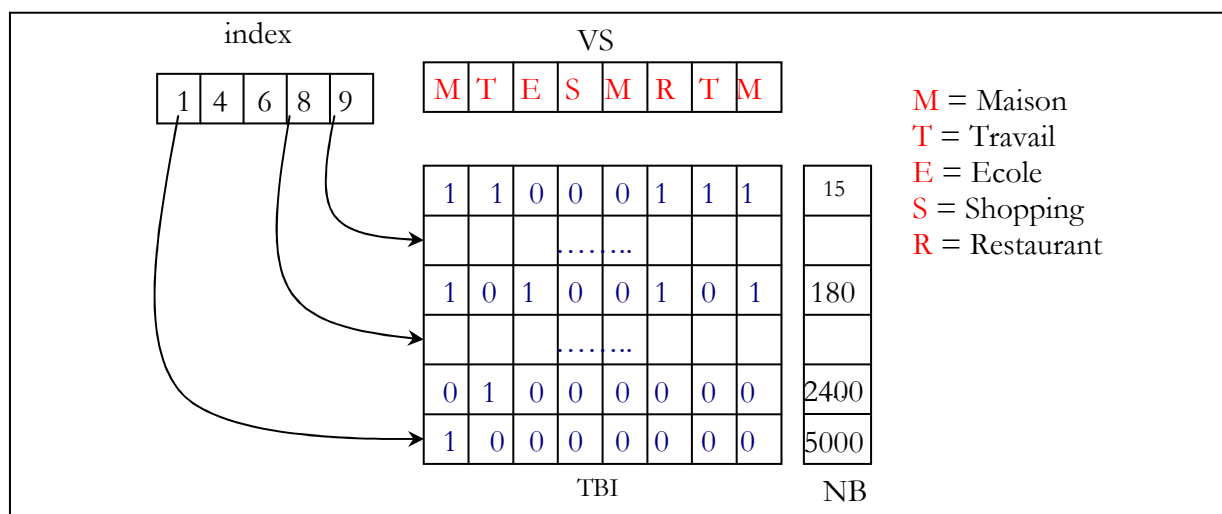 index
VS
1 4 6 8 9
M T E S M R T M
M = Maison
T = Travail
E = Ecole
S = Shopping
R = Restaurant
1 1 0 0 0 1 1 1 15
........
1 0 1 0 0 1 0 1 180
........
0 1 0 0 0 0 0 0 2400
1 0 0 0 0 0 0 0 5000
TBI
NB